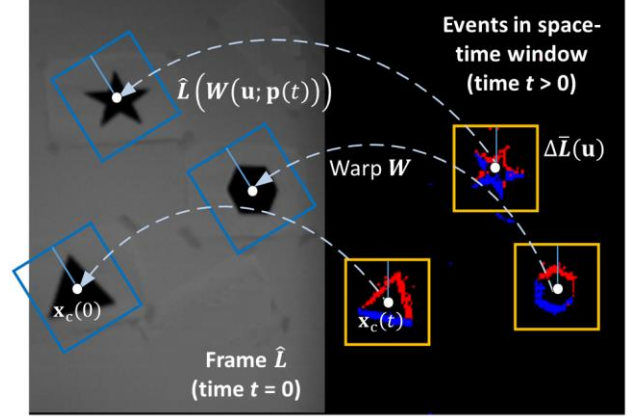 Events in space-
time window
(time t > 0)
L̂(W(u; p(t)))
ΔL̄(u)
Warp W
x_c(0)
x_c(t)
Frame L̂
(time t = 0)